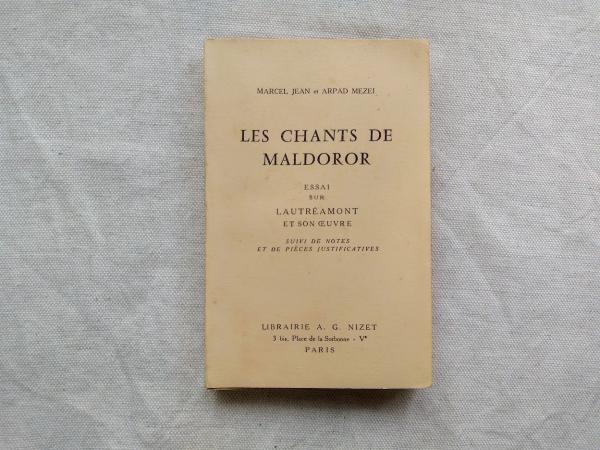 MARCEL JEAN et ARPAD MEZEI
LES CHANTS DE
MALDOROR
ESSAI
SUR
LAUTRÉAMONT
ET SON ŒUVRE
SUIVI DE NOTES
ET DE PIÈCES JUSTIFICATIVES
LIBRAIRIE A. G. NIZET
3 bis, Place de la Sorbonne - Vᵉ
PARIS